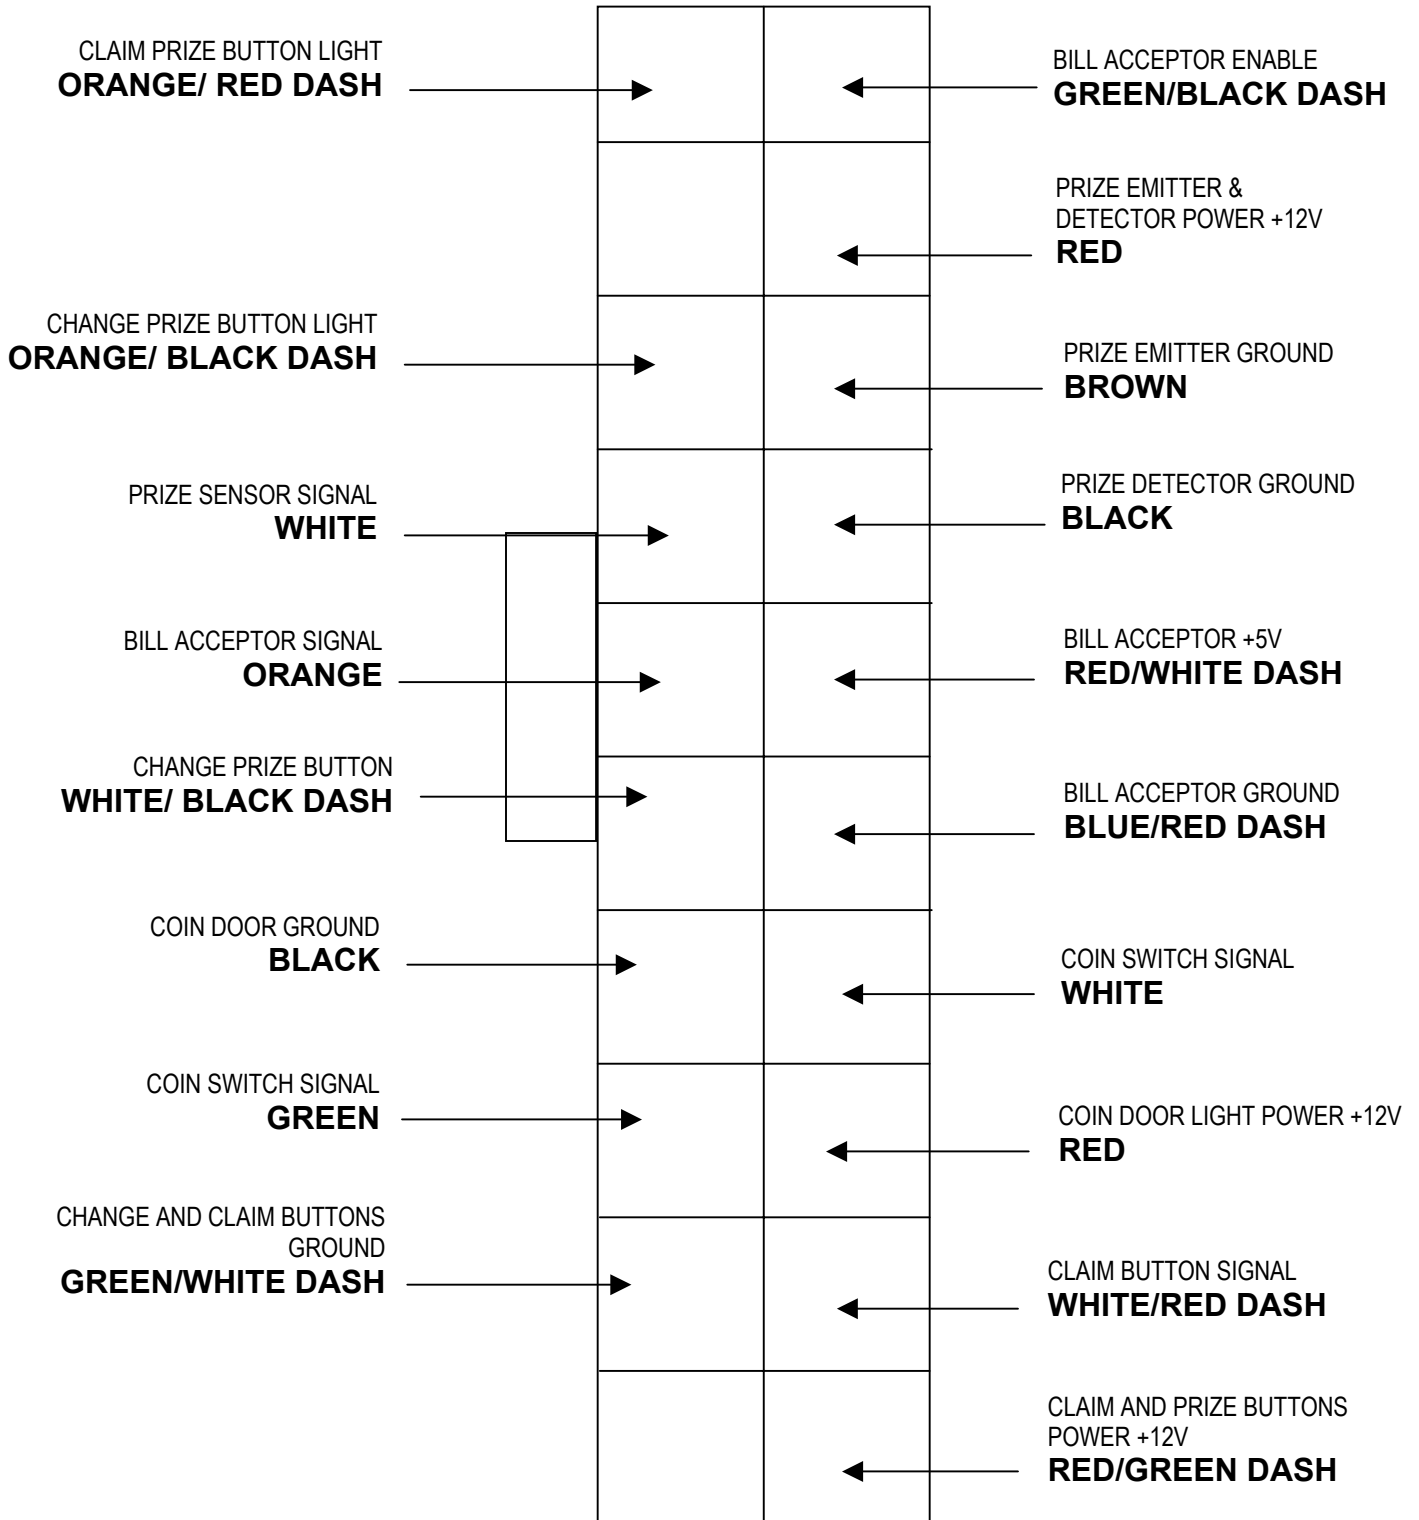 CLAIM PRIZE BUTTON LIGHT
ORANGE/ RED DASH
BILL ACCEPTOR ENABLE
GREEN/BLACK DASH
PRIZE EMITTER &
DETECTOR POWER +12V
RED
CHANGE PRIZE BUTTON LIGHT
ORANGE/ BLACK DASH
PRIZE EMITTER GROUND
BROWN
PRIZE SENSOR SIGNAL
WHITE
PRIZE DETECTOR GROUND
BLACK
BILL ACCEPTOR SIGNAL
ORANGE
BILL ACCEPTOR +5V
RED/WHITE DASH
CHANGE PRIZE BUTTON
WHITE/ BLACK DASH
BILL ACCEPTOR GROUND
BLUE/RED DASH
COIN DOOR GROUND
BLACK
COIN SWITCH SIGNAL
WHITE
COIN SWITCH SIGNAL
GREEN
COIN DOOR LIGHT POWER +12V
RED
CHANGE AND CLAIM BUTTONS
GROUND
GREEN/WHITE DASH
CLAIM BUTTON SIGNAL
WHITE/RED DASH
CLAIM AND PRIZE BUTTONS
POWER +12V
RED/GREEN DASH